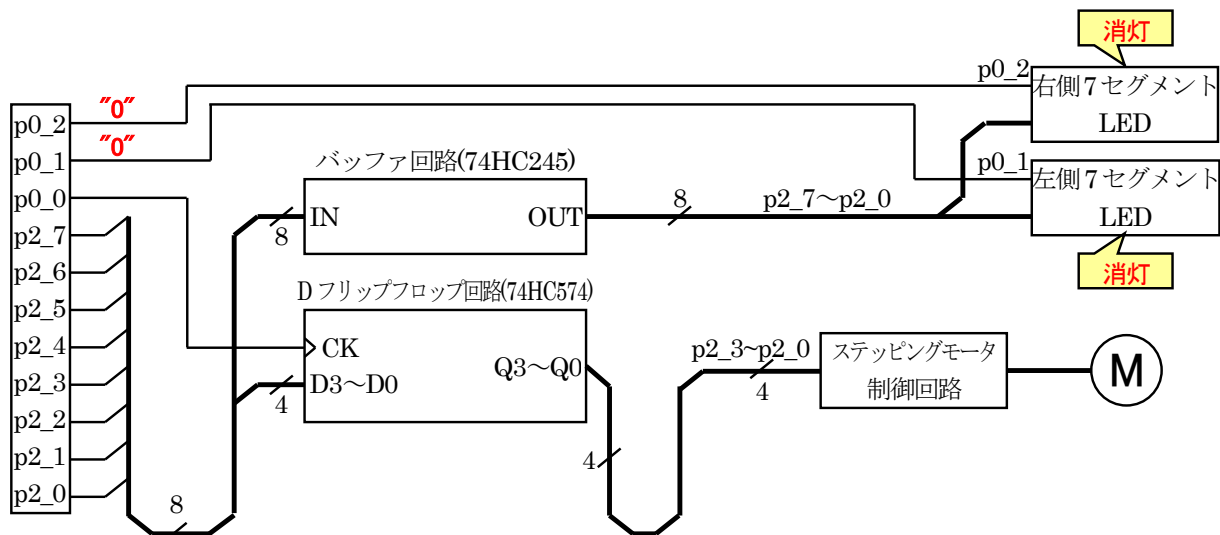 消灯
p0_2
右側7セグメント
LED
"0"
p0_2
"0"
p0_1
p0_0
p2_7
p2_6
p2_5
p2_4
p2_3
p2_2
p2_1
p2_0
8
バッファ回路(74HC245)
IN
OUT
8
8
p2_7～p2_0
p0_1
左側7セグメント
LED
消灯
Dフリップフロップ回路(74HC574)
CK
D3～D0
Q3～Q0
4
4
p2_3~p2_0
4
ステッピングモータ
制御回路
M